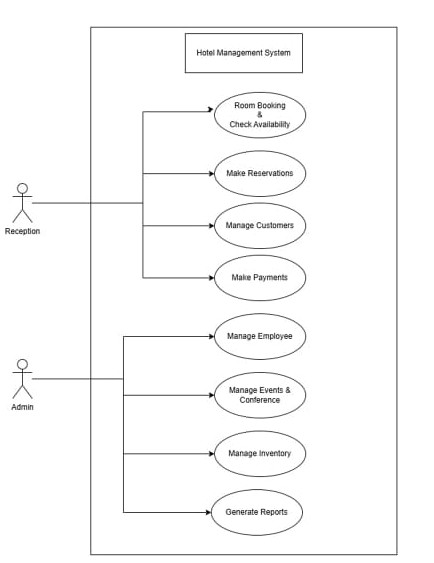 Hotel Management System
Room Booking
&
Check Availability
Make Reservations
Reception
Manage Customers
Make Payments
Manage Employee
Admin
Manage Events &
Conference
Manage Inventory
Generate Reports